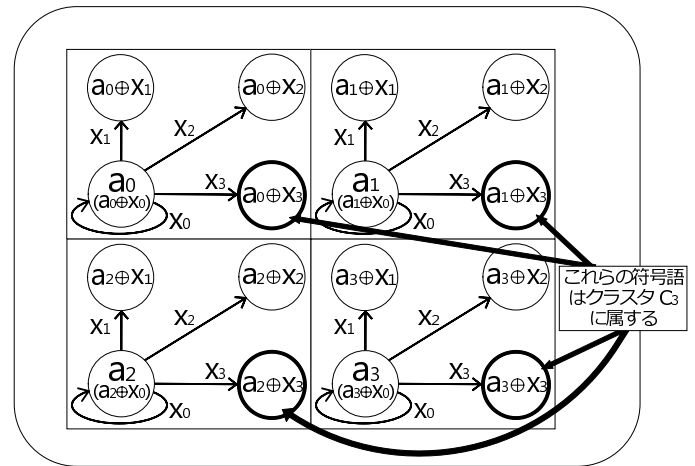 a₀⊕x₁ a₀⊕x₂ a₁⊕x₁ a₁⊕x₂
x₁ x₂ x₁ x₂
a₀ x₃ a₀⊕x₃ a₁ x₃ a₁⊕x₃
(a₀⊕x₀) (a₁⊕x₀)
x₀ x₀
a₂⊕x₁ a₂⊕x₂ a₃⊕x₁ a₃⊕x₂
これらの符号語
はクラスタ C₃
に属する
x₁ x₂ x₁ x₂
a₂ x₃ a₂⊕x₃ a₃ x₃ a₃⊕x₃
(a₂⊕x₀) (a₃⊕x₀)
x₀ x₀